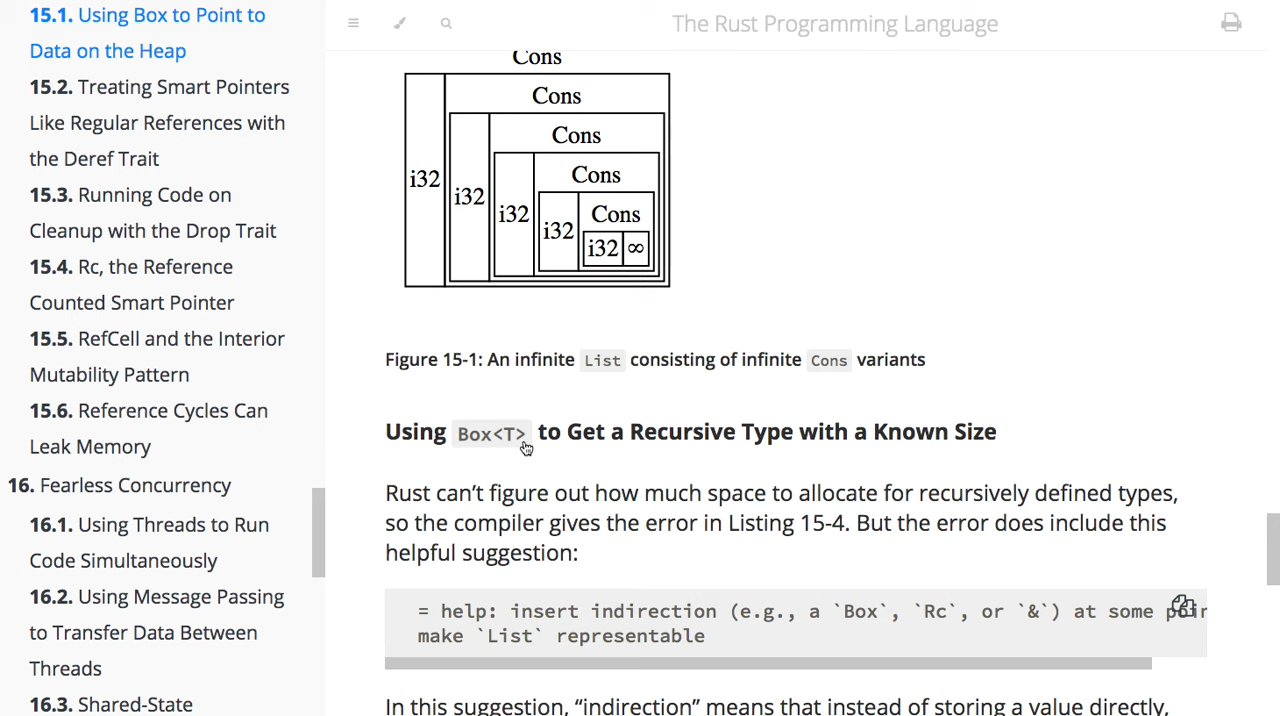 15.1. Using Box to Point to
Data on the Heap
15.2. Treating Smart Pointers
Like Regular References with
the Deref Trait
15.3. Running Code on
Cleanup with the Drop Trait
15.4. Rc, the Reference
Counted Smart Pointer
15.5. RefCell and the Interior
Mutability Pattern
15.6. Reference Cycles Can
Leak Memory
16. Fearless Concurrency
16.1. Using Threads to Run
Code Simultaneously
16.2. Using Message Passing
to Transfer Data Between
Threads
16.3. Shared-State
The Rust Programming Language
Cons
Cons
Cons
Cons
Cons
i32
i32
i32
i32
i32 ∞
Figure 15-1: An infinite List consisting of infinite Cons variants
Using Box<T> to Get a Recursive Type with a Known Size
Rust can’t figure out how much space to allocate for recursively defined types,
so the compiler gives the error in Listing 15-4. But the error does include this
helpful suggestion:
= help: insert indirection (e.g., a `Box`, `Rc`, or `&`) at some
make `List` representable
In this suggestion, “indirection” means that instead of storing a value directly,